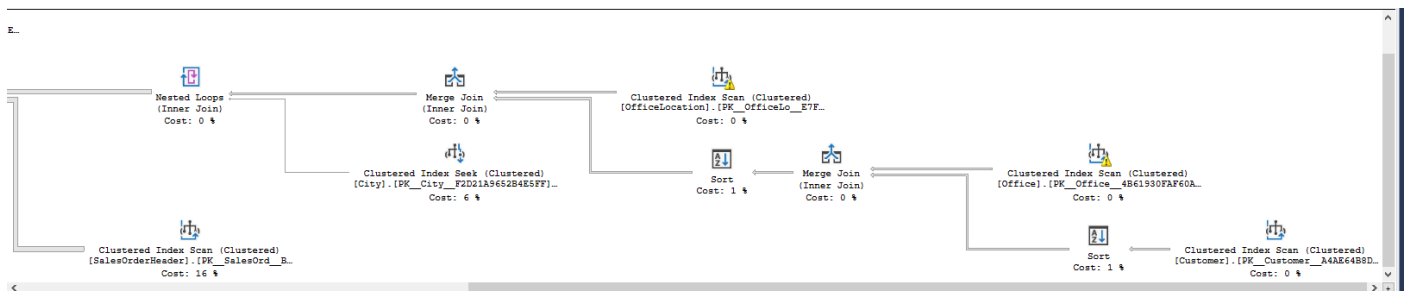 E...
Nested Loops
(Inner Join)
Cost: 0 %
Merge Join
(Inner Join)
Cost: 0 %
Clustered Index Scan (Clustered)
[OfficeLocation].[PK__OfficeLo__E7F...
Cost: 0 %
Clustered Index Seek (Clustered)
[City].[PK__City__F2D21A9652B4E5FF]...
Cost: 6 %
Sort
Cost: 1 %
Merge Join
(Inner Join)
Cost: 0 %
Clustered Index Scan (Clustered)
[Office].[PK__Office__4B61930FAF60A...
Cost: 0 %
Clustered Index Scan (Clustered)
[SalesOrderHeader].[PK__SalesOrd__B...
Cost: 16 %
Sort
Cost: 1 %
Clustered Index Scan (Clustered)
[Customer].[PK__Customer__A4AE64B8D...
Cost: 0 %